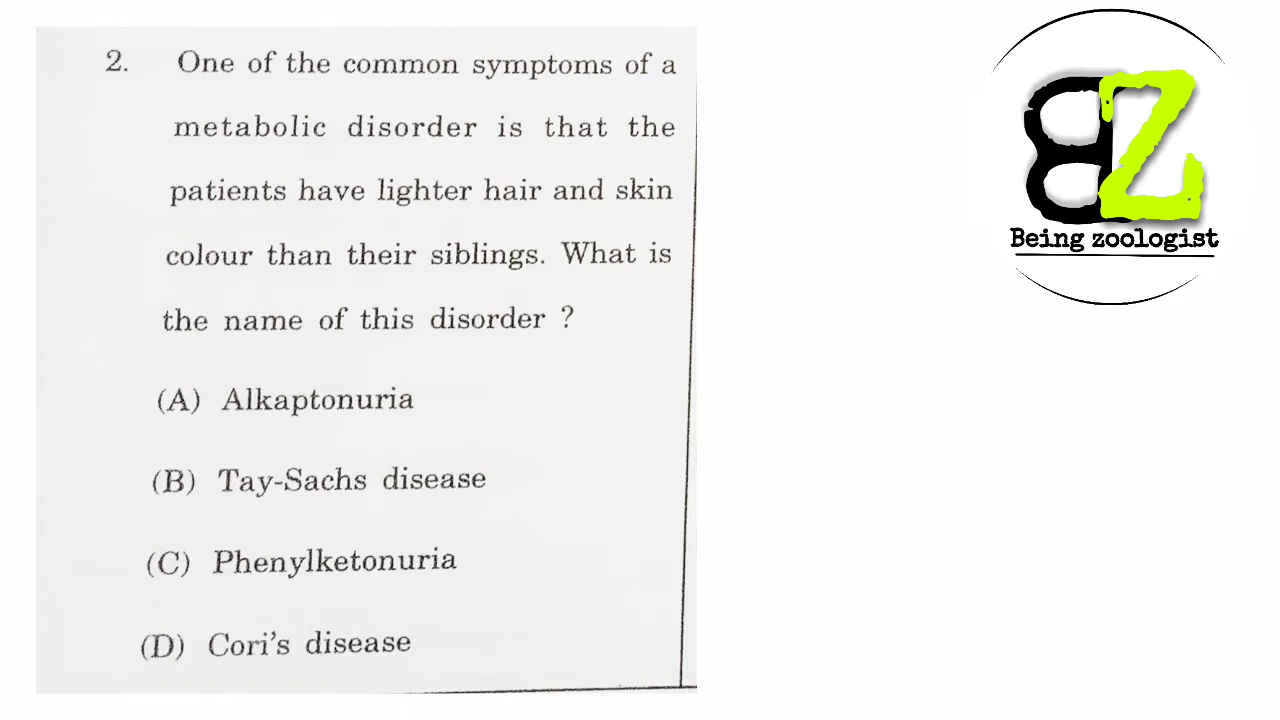 2. One of the common symptoms of a
metabolic disorder is that the
patients have lighter hair and skin
colour than their siblings. What is
the name of this disorder ?
(A) Alkaptonuria
(B) Tay-Sachs disease
(C) Phenylketonuria
(D) Cori's disease
BZ
Being zoologist